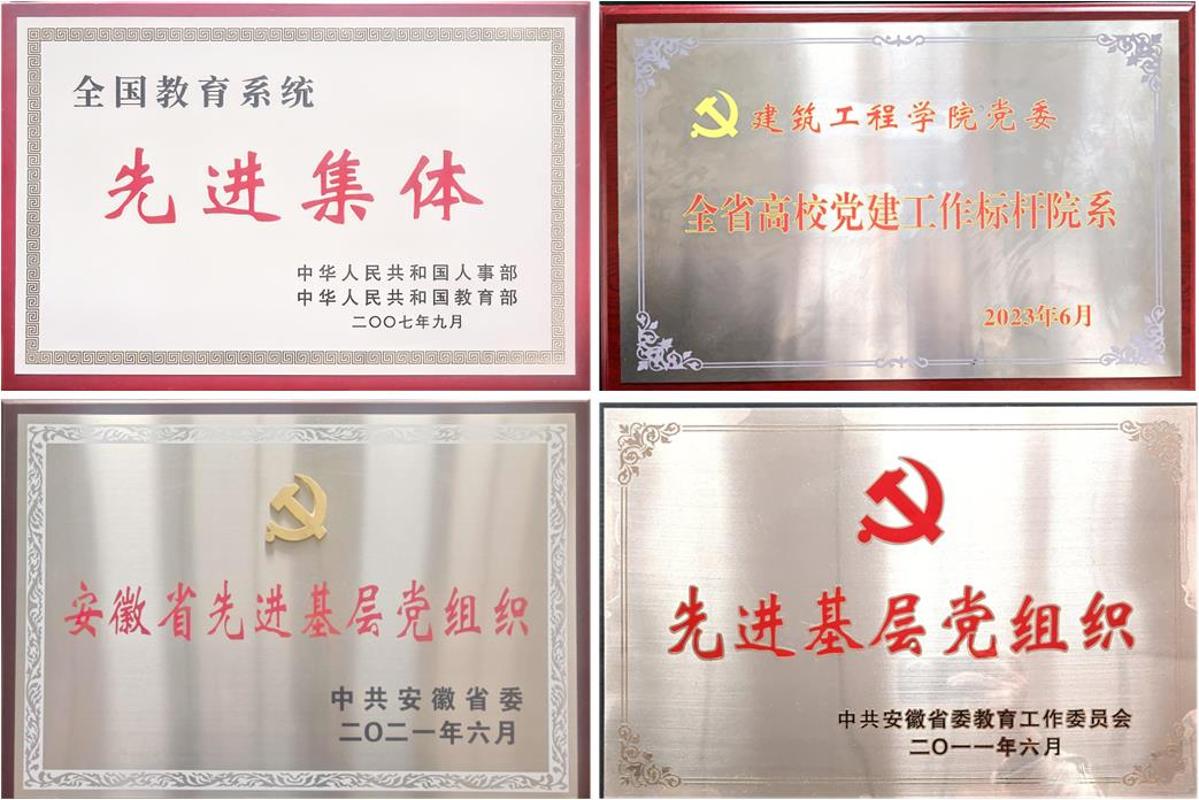 全国教育系统
先进集体
中华人民共和国人事部
中华人民共和国教育部
二〇〇七年九月
建筑工程学院党委
全省高校党建工作标杆院系
2023年6月
安徽省先进基层党组织
中共安徽省委
二〇二一年六月
先进基层党组织
中共安徽省委教育工作委员会
二〇一一年六月